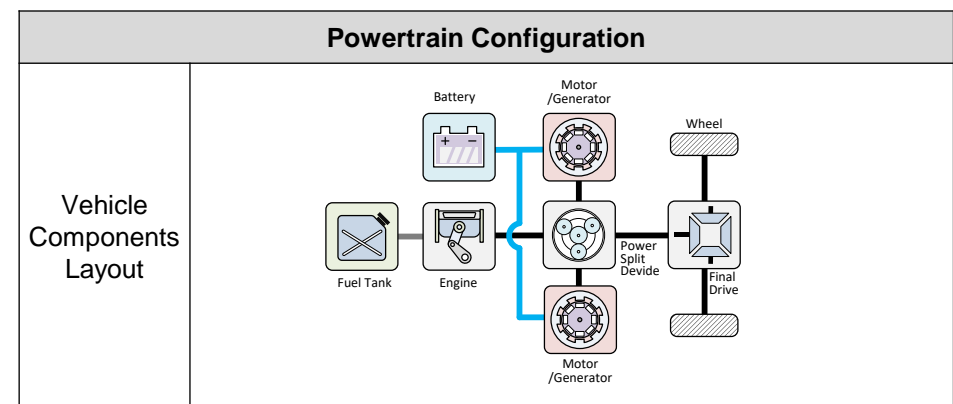 Powertrain Configuration
Vehicle
Components
Layout
Battery
Motor
/Generator
Wheel
+ −
Fuel Tank
Engine
Power
Split
Devide
Final
Drive
Motor
/Generator